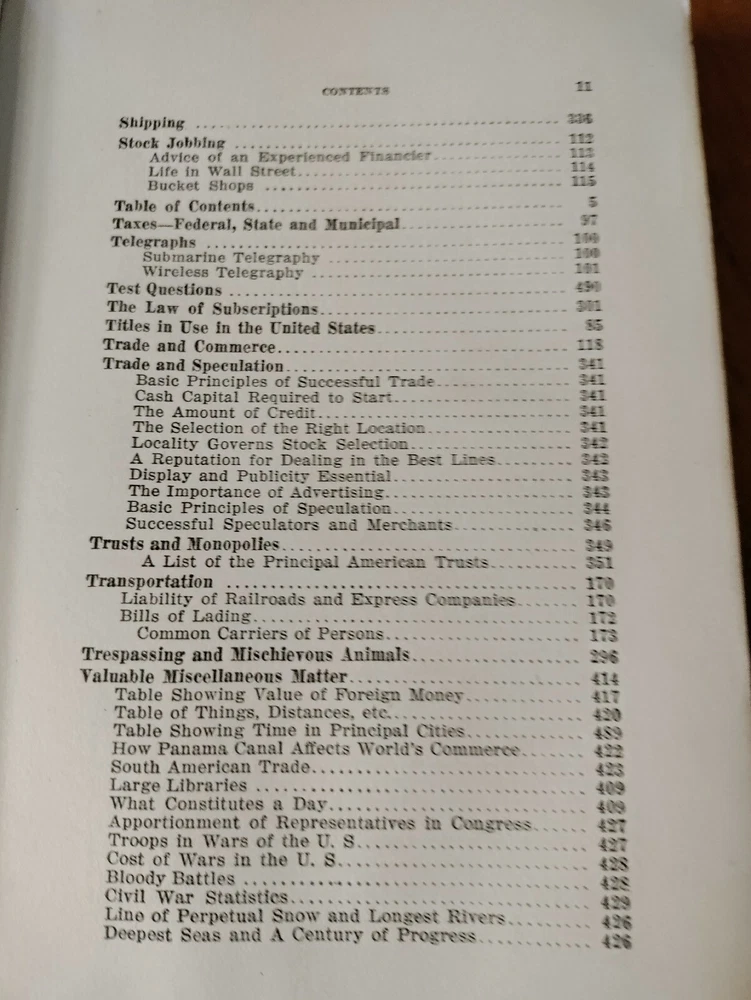 CONTENTS 11
Shipping 336
Stock Jobbing 112
Advice of an Experienced Financier 113
Life in Wall Street 114
Bucket Shops 115
Table of Contents 5
Taxes—Federal, State and Municipal 97
Telegraphs 100
Submarine Telegraphy 100
Wireless Telegraphy 101
Test Questions 490
The Law of Subscriptions 301
Titles in Use in the United States 85
Trade and Commerce 118
Trade and Speculation 341
Basic Principles of Successful Trade 341
Cash Capital Required to Start 341
The Amount of Credit 341
The Selection of the Right Location 341
Locality Governs Stock Selection 342
A Reputation for Dealing in the Best Lines 342
Display and Publicity Essential 343
The Importance of Advertising 343
Basic Principles of Speculation 344
Successful Speculators and Merchants 346
Trusts and Monopolies 349
A List of the Principal American Trusts 351
Transportation 170
Liability of Railroads and Express Companies 170
Bills of Lading 172
Common Carriers of Persons 173
Trespassing and Mischievous Animals 296
Valuable Miscellaneous Matter 414
Table Showing Value of Foreign Money 417
Table of Things, Distances, etc. 420
Table Showing Time in Principal Cities 489
How Panama Canal Affects World's Commerce 422
South American Trade 423
Large Libraries 409
What Constitutes a Day 409
Apportionment of Representatives in Congress 427
Troops in Wars of the U. S. 427
Cost of Wars in the U. S. 428
Bloody Battles 428
Civil War Statistics 429
Line of Perpetual Snow and Longest Rivers 426
Deepest Seas and A Century of Progress 426